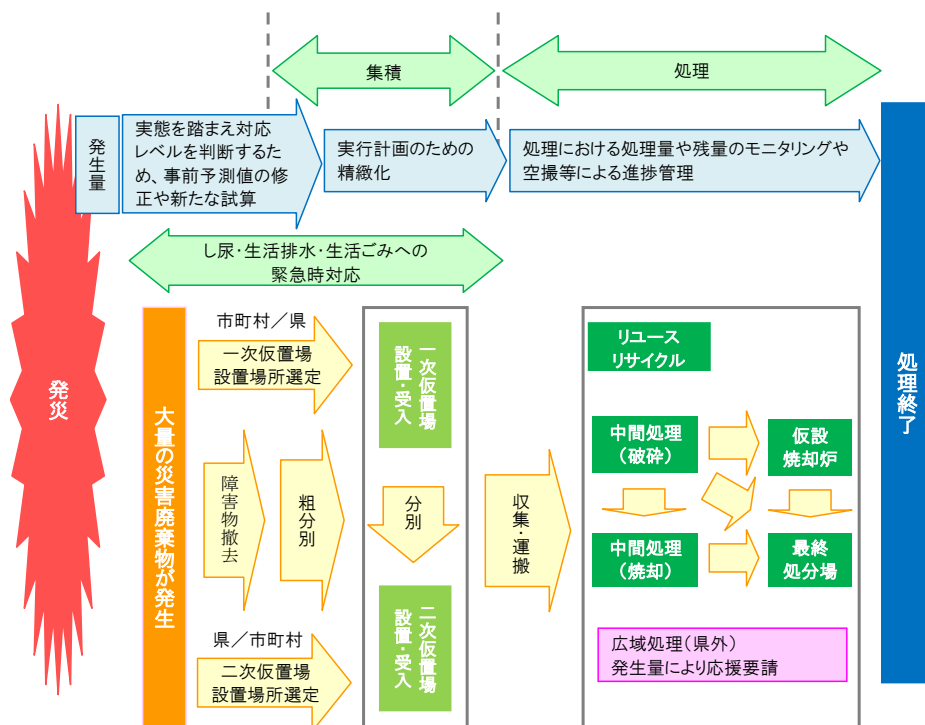 集積
処理
発災
発生量
実態を踏まえ対応
レベルを判断するた
め、事前予測値の修
正や新たな試算
実行計画のための
精緻化
処理における処理量や残量のモニタリングや
空撮等による進捗管理
処理終了
し尿・生活排水・生活ごみへの
緊急時対応
大量の災害廃棄物が発生
市町村／県
一次仮置場
設置場所選定
一次仮置場
設置・受入
障害物撤去
粗分別
分別
収集・運搬
県／市町村
二次仮置場
設置場所選定
二次仮置場
設置・受入
リユース
リサイクル
中間処理
（破砕）
仮設
焼却炉
中間処理
（焼却）
最終
処分場
広域処理（県外）
発生量により応援要請